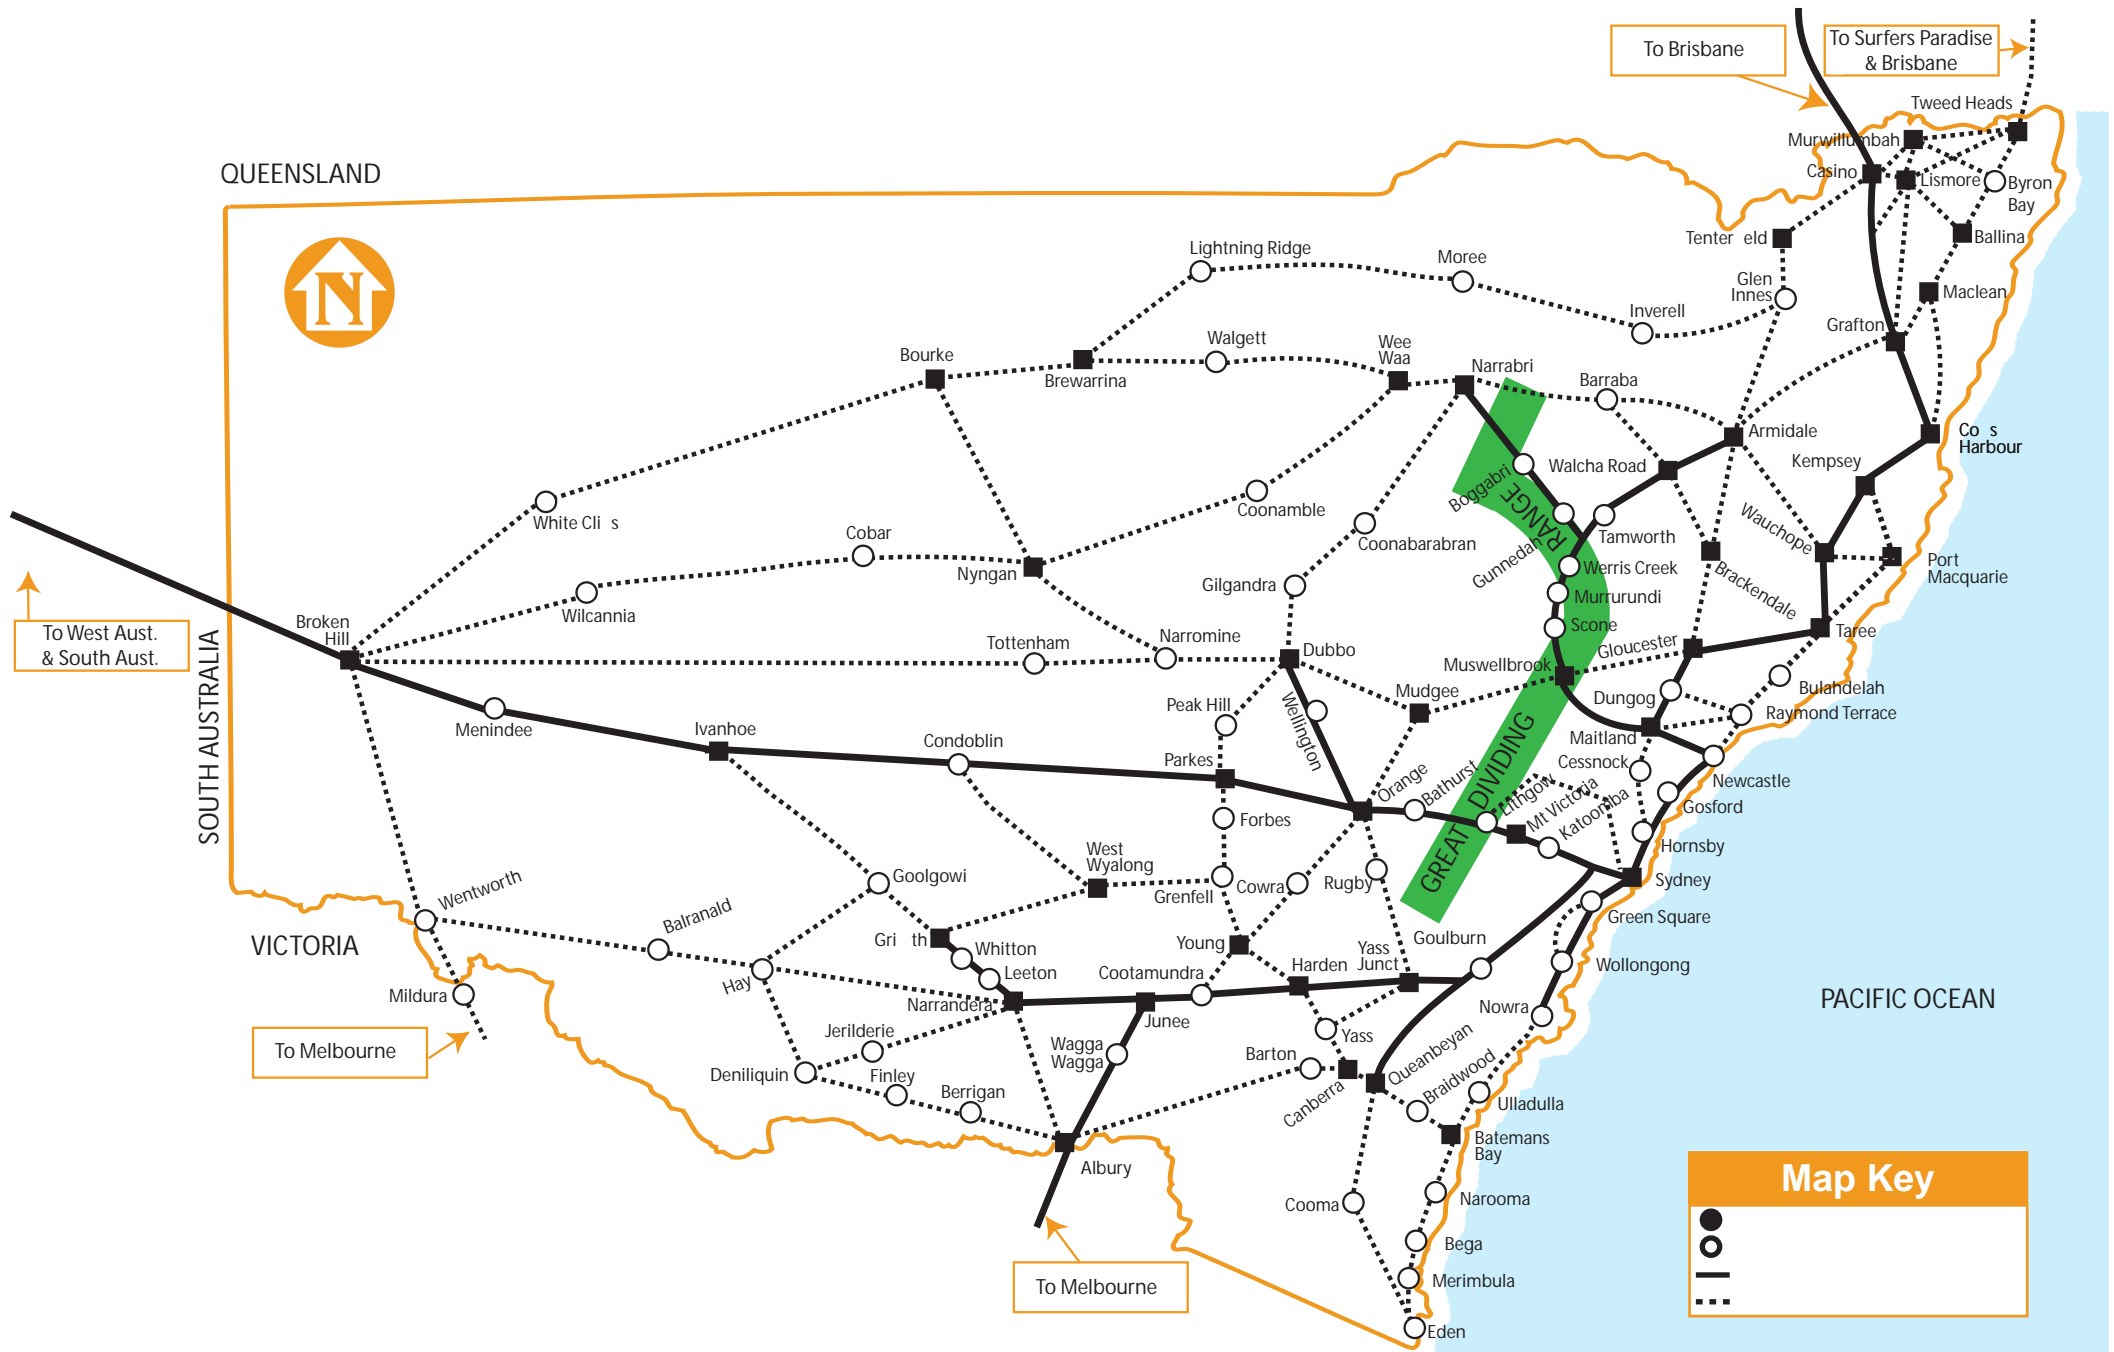 To Brisbane
To Surfers Paradise
& Brisbane
Tweed Heads
Murwillumbah
Casino
Lismore
Byron
Bay
QUEENSLAND
Tenter eld
Ballina
Lightning Ridge
Moree
Glen
Innes
Maclean
N
Inverell
Grafton
Bourke
Brewarrina
Walgett
Wee
Waa
Narrabri
Barraba
Armidale
Co s
Harbour
Kempsey
Walcha Road
Boggabri
White Cli s
Coonamble
Cobar
Coonabarabran
RANGE
Tamworth
Wauchope
Gunnedah
Nyngan
Werris Creek
Port
Macquarie
Brackendale
Gilgandra
Murrurundi
Wilcannia
Scone
Broken
Hill
To West Aust.
& South Aust.
Tottenham
Narromine
Dubbo
Muswellbrook
Gloucester
Taree
SOUTH AUSTRALIA
Peak Hill
Mudgee
Dungog
Bulahdelah
Raymond Terrace
Menindee
Ivanhoe
Condoblin
Wellington
Maitland
Parkes
Orange
Bathurst
GREAT DIVIDING
Lithgow
Mt Victoria
Katoomba
Cessnock
Newcastle
Gosford
Forbes
Hornsby
West
Wyalong
Goolgowi
Grenfell
Cowra
Rugby
Sydney
Wentworth
Balranald
Green Square
VICTORIA
Gri th
Whitton
Leeton
Young
Goulburn
Yass
Junct
Harden
Wollongong
Mildura
Hay
Narrandera
Cootamundra
Junee
Nowra
PACIFIC OCEAN
To Melbourne
Jerilderie
Wagga
Wagga
Yass
Barton
Queanbeyan
Deniliquin
Finley
Berrigan
Canberra
Braidwood
Ulladulla
Batemans
Bay
Albury
Map Key
Cooma
Narooma
Bega
To Melbourne
Merimbula
Eden